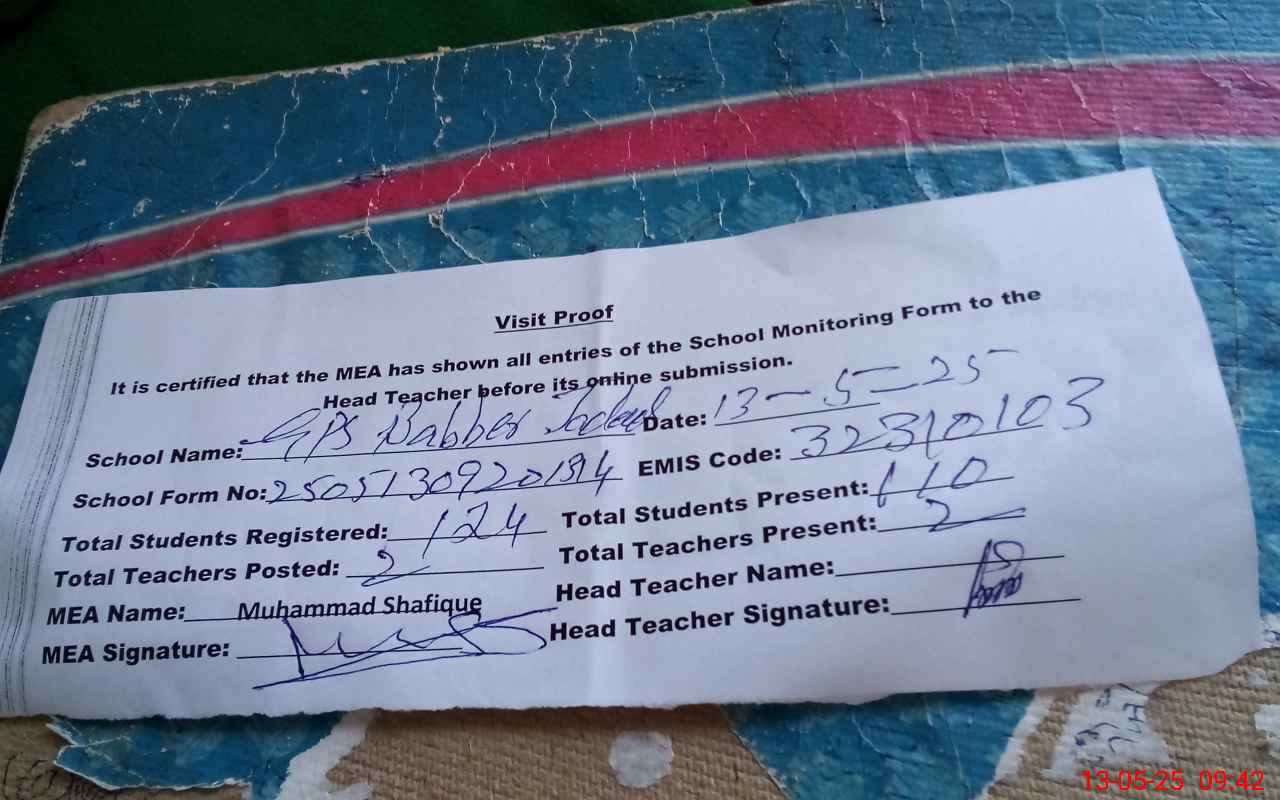 Visit Proof
It is certified that the MEA has shown all entries of the School Monitoring Form to the
Head Teacher before its online submission.
School Name: GPS Babber Date: 13-5-25
School Form No: EMIS Code: 32310103
Total Students Registered: 124 Total Students Present: 110
Total Teachers Posted: 2 Total Teachers Present: 2
MEA Name: Muhammad Shafique Head Teacher Name:
MEA Signature: Head Teacher Signature:
13-05-25 09:42